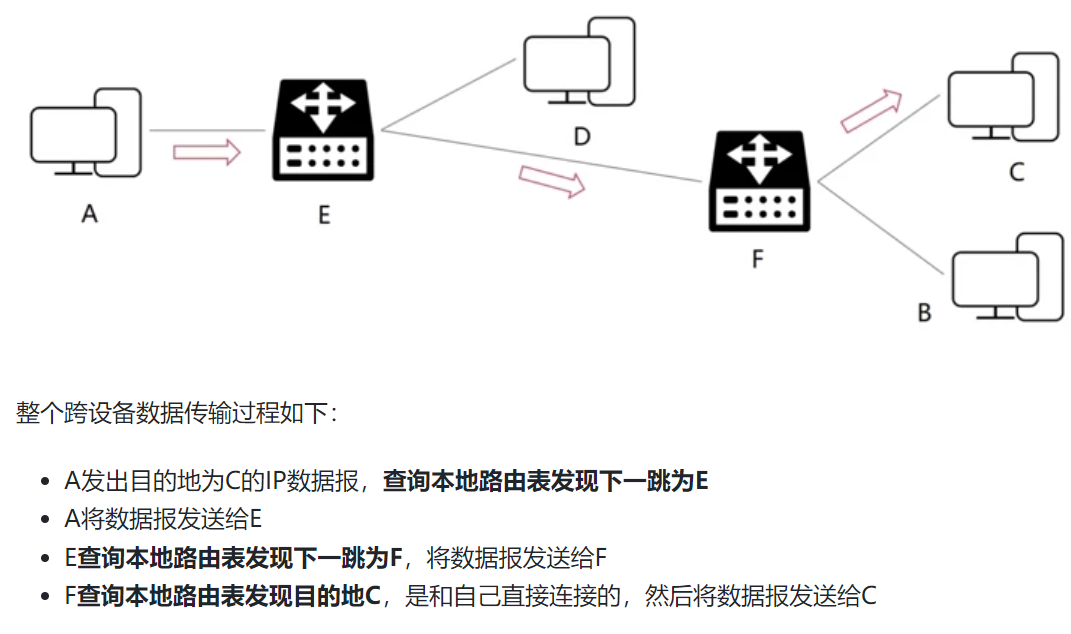 A
E
D
F
C
B
整个跨设备数据传输过程如下：
• A发出目的地为C的IP数据报，查询本地路由表发现下一跳为E
• A将数据报发送给E
• E查询本地路由表发现下一跳为F，将数据报发送给F
• F查询本地路由表发现目的地C，是和自己直接连接的，然后将数据报发送给C